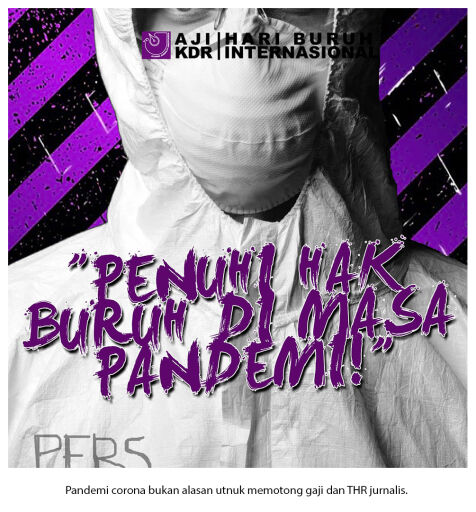 AJI HARI BURUH
KDR INTERNASIONAL
"PENUHI HAK
BURUH DI MASA
PANDEMI!"
PERS
Pandemi corona bukan alasan utnuk memotong gaji dan THR jurnalis.